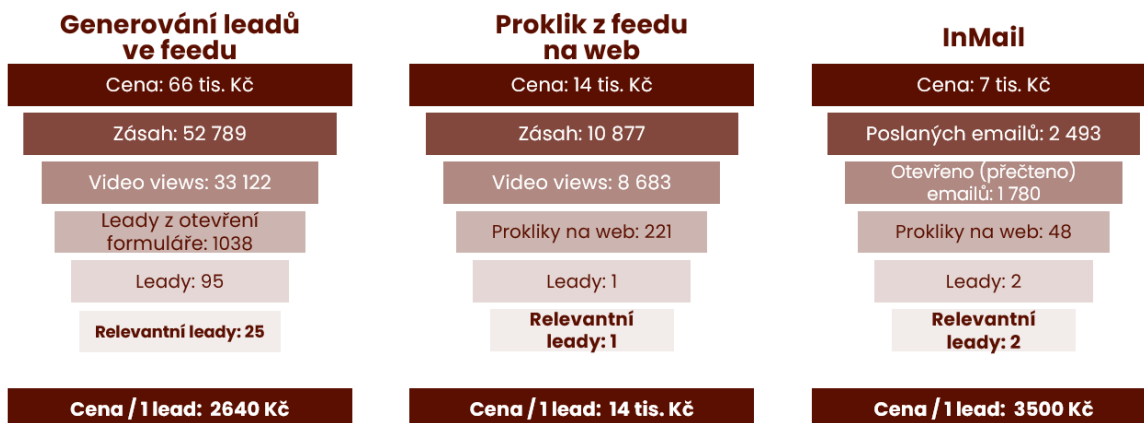 Generování leadů
ve feedu
Cena: 66 tis. Kč
Zásah: 52 789
Video views: 33 122
Leady z otevření
formuláře: 1038
Leady: 95
Relevantní leady: 25
Cena / 1 lead: 2640 Kč
Proklik z feedu
na web
Cena: 14 tis. Kč
Zásah: 10 877
Video views: 8 683
Prokliky na web: 221
Leady: 1
Relevantní
leady: 1
Cena / 1 lead: 14 tis. Kč
InMail
Cena: 7 tis. Kč
Poslaných emailů: 2 493
Otevřeno (přečteno)
emailů: 1 780
Prokliky na web: 48
Leady: 2
Relevantní
leady: 2
Cena / 1 lead: 3500 Kč